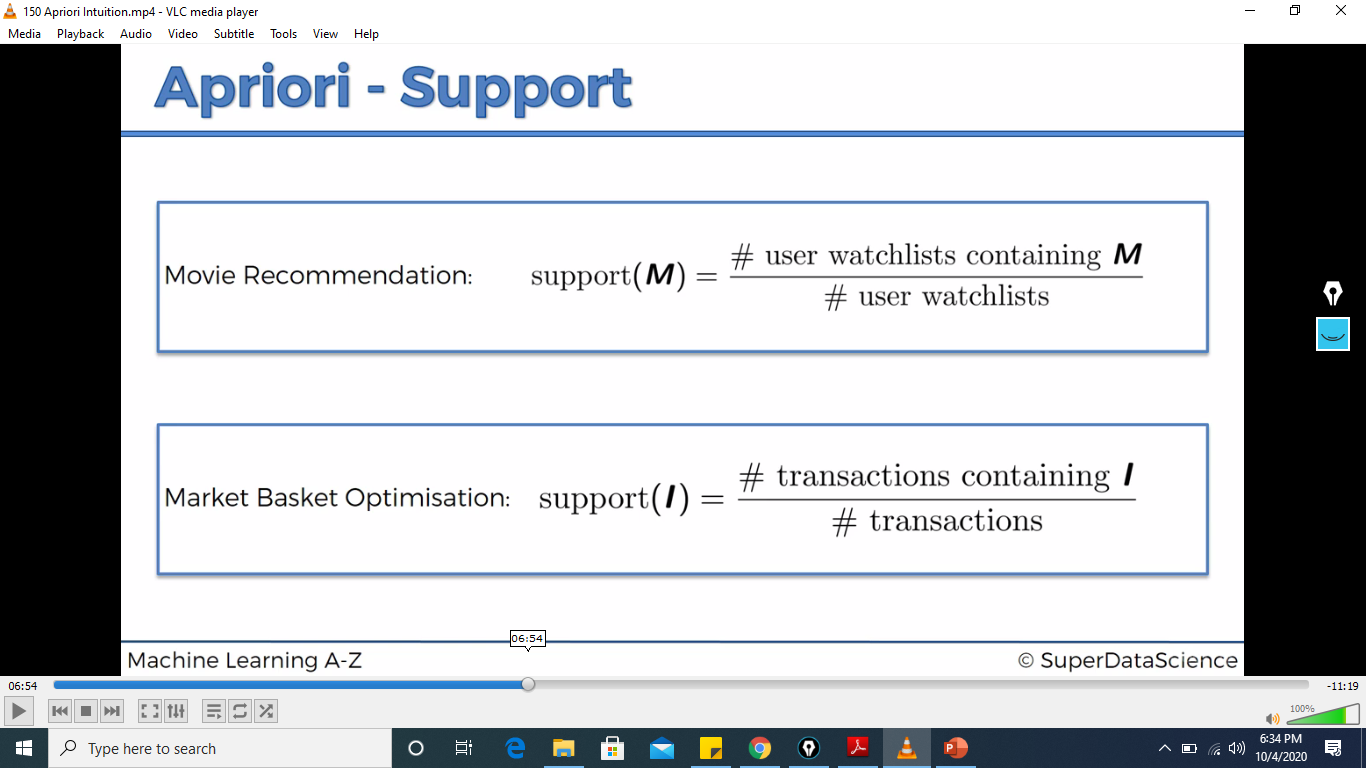 150 Apriori Intuition.mp4 - VLC media player
Media Playback Audio Video Subtitle Tools View Help
Apriori - Support
Movie Recommendation: support(M) = # user watchlists containing M / # user watchlists
Market Basket Optimisation: support(I) = # transactions containing I / # transactions
06:54
Machine Learning A-Z © SuperDataScience
06:54 -11:19
100%
Type here to search
6:34 PM
10/4/2020